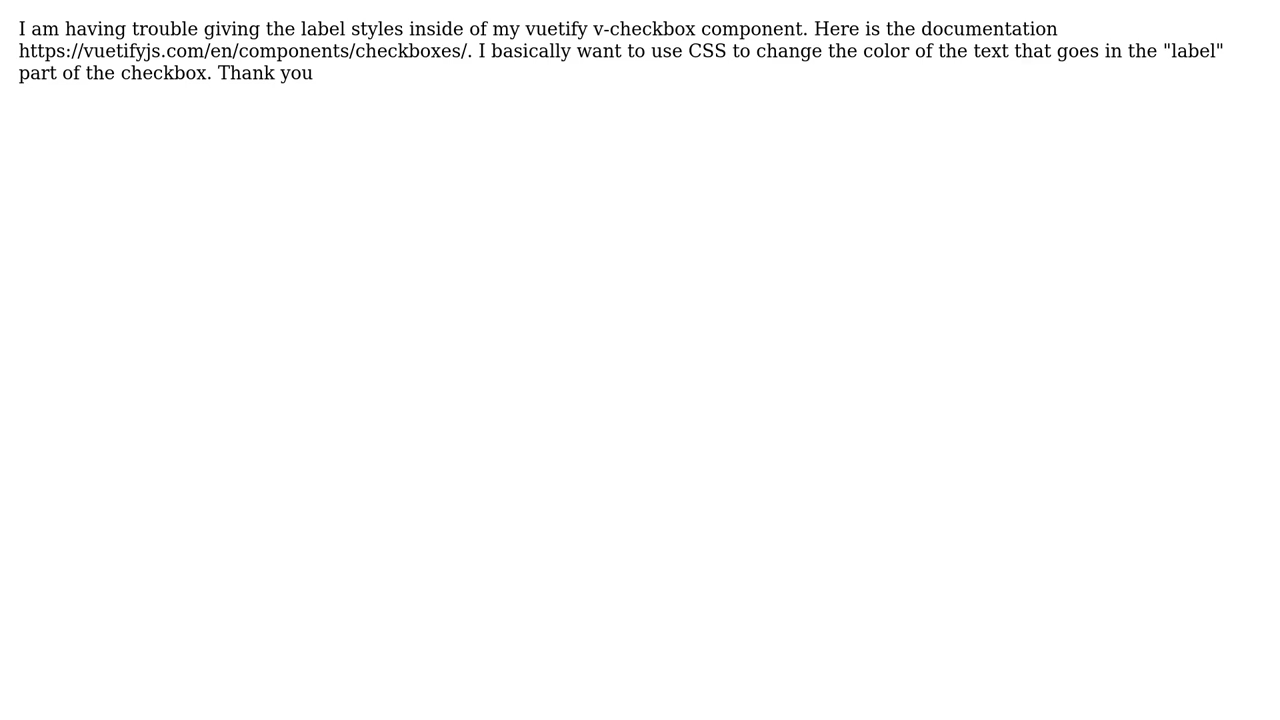 I am having trouble giving the label styles inside of my vuetify v-checkbox component. Here is the documentation
https://vuetifyjs.com/en/components/checkboxes/. I basically want to use CSS to change the color of the text that goes in the "label"
part of the checkbox. Thank you